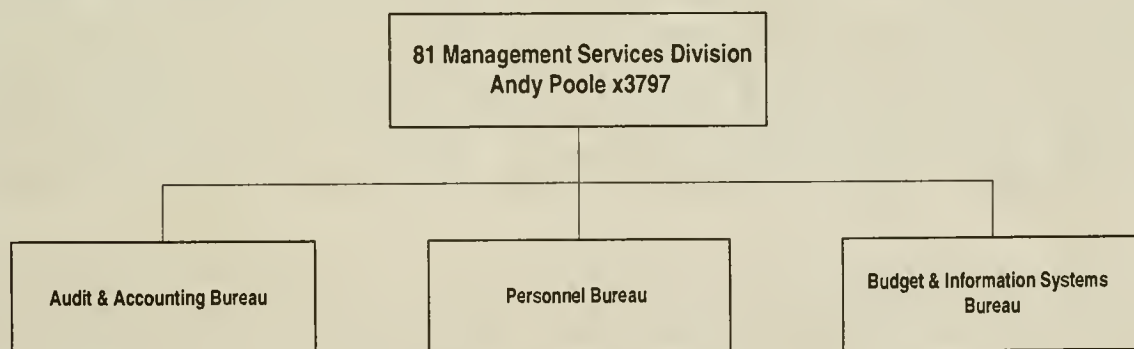 81 Management Services Division
Andy Poole x3797
Audit & Accounting Bureau
Personnel Bureau
Budget & Information Systems
Bureau